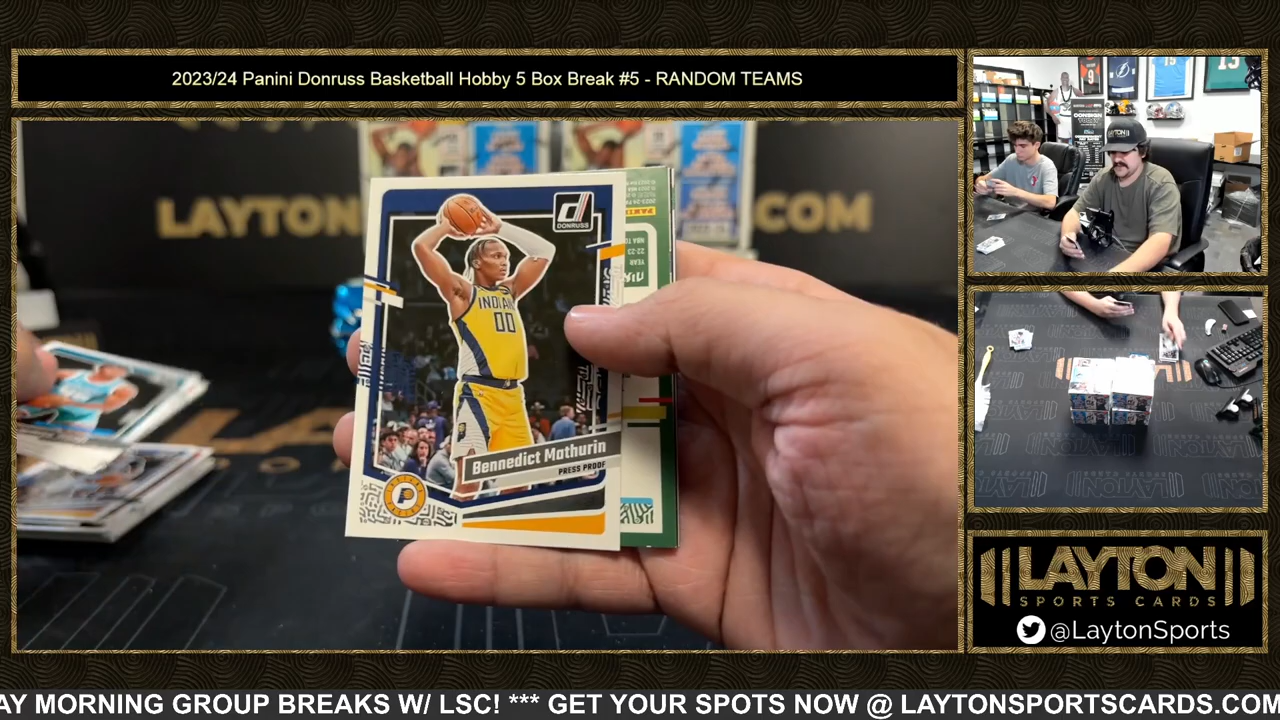 2023/24 Panini Donruss Basketball Hobby 5 Box Break #5 - RANDOM TEAMS
LAYTON
COM
DONRUSS
INDIANA
00
Bennedict Mathurin
PRESS PROOF
P
CONSIGN
LAYTON
SPORTS CARDS
@LaytonSports
AY MORNING GROUP BREAKS W/ LSC! *** GET YOUR SPOTS NOW @ LAYTONSPORTSCARDS.COM